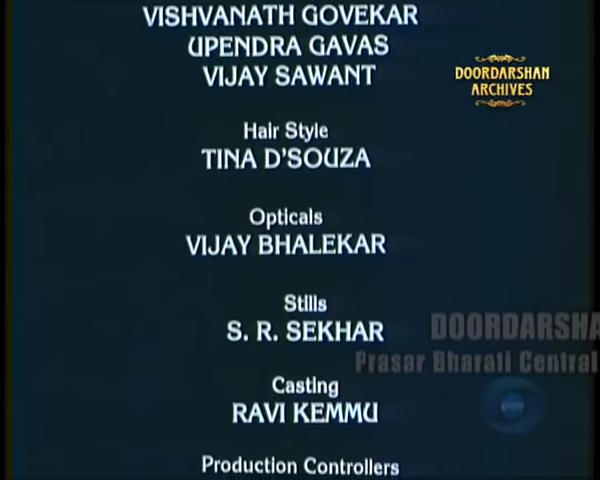 VISHVANATH GOVEKAR
UPENDRA GAVAS
VIJAY SAWANT
DOORDARSHAN
ARCHIVES
Hair Style
TINA D'SOUZA
Opticals
VIJAY BHALEKAR
Stills
S. R. SEKHAR
DOORDARSHA
Prasar Bharati Central
Casting
RAVI KEMMU
Production Controllers